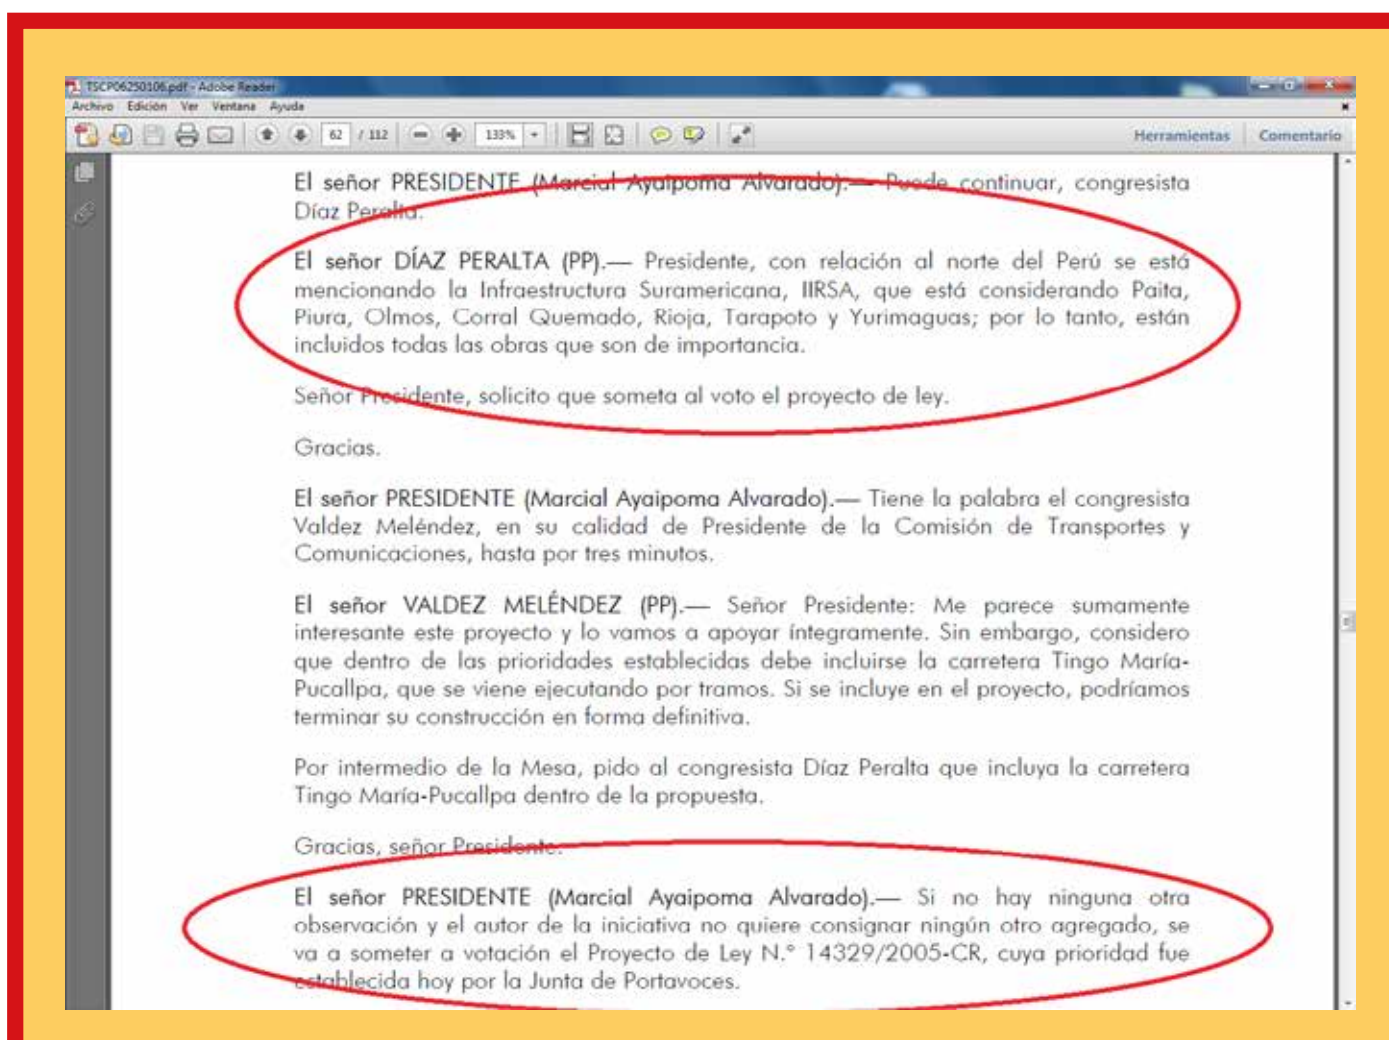 TSCP06250106.pdf - Adobe Reader
Archivo Edición Ver Ventana Ayuda
62 / 112 133% Herramientas Comentario
El señor PRESIDENTE (Marcial Ayaipoma Alvarado).— Puede continuar, congresista
Díaz Peralta.
El señor DÍAZ PERALTA (PP).— Presidente, con relación al norte del Perú se está
mencionando la Infraestructura Suramericana, IIRSA, que está considerando Paita,
Piura, Olmos, Corral Quemado, Rioja, Tarapoto y Yurimaguas; por lo tanto, están
incluidos todas las obras que son de importancia.
Señor Presidente, solicito que someta al voto el proyecto de ley.
Gracias.
El señor PRESIDENTE (Marcial Ayaipoma Alvarado).— Tiene la palabra el congresista
Valdez Meléndez, en su calidad de Presidente de la Comisión de Transportes y
Comunicaciones, hasta por tres minutos.
El señor VALDEZ MELÉNDEZ (PP).— Señor Presidente: Me parece sumamente
interesante este proyecto y lo vamos a apoyar íntegramente. Sin embargo, considero
que dentro de las prioridades establecidas debe incluirse la carretera Tingo María-
Pucallpa, que se viene ejecutando por tramos. Si se incluye en el proyecto, podríamos
terminar su construcción en forma definitiva.
Por intermedio de la Mesa, pido al congresista Díaz Peralta que incluya la carretera
Tingo María-Pucallpa dentro de la propuesta.
Gracias, señor Presidente.
El señor PRESIDENTE (Marcial Ayaipoma Alvarado).— Si no hay ninguna otra
observación y el autor de la iniciativa no quiere consignar ningún otro agregado, se
va a someter a votación el Proyecto de Ley N.° 14329/2005-CR, cuya prioridad fue
establecida hoy por la Junta de Portavoces.